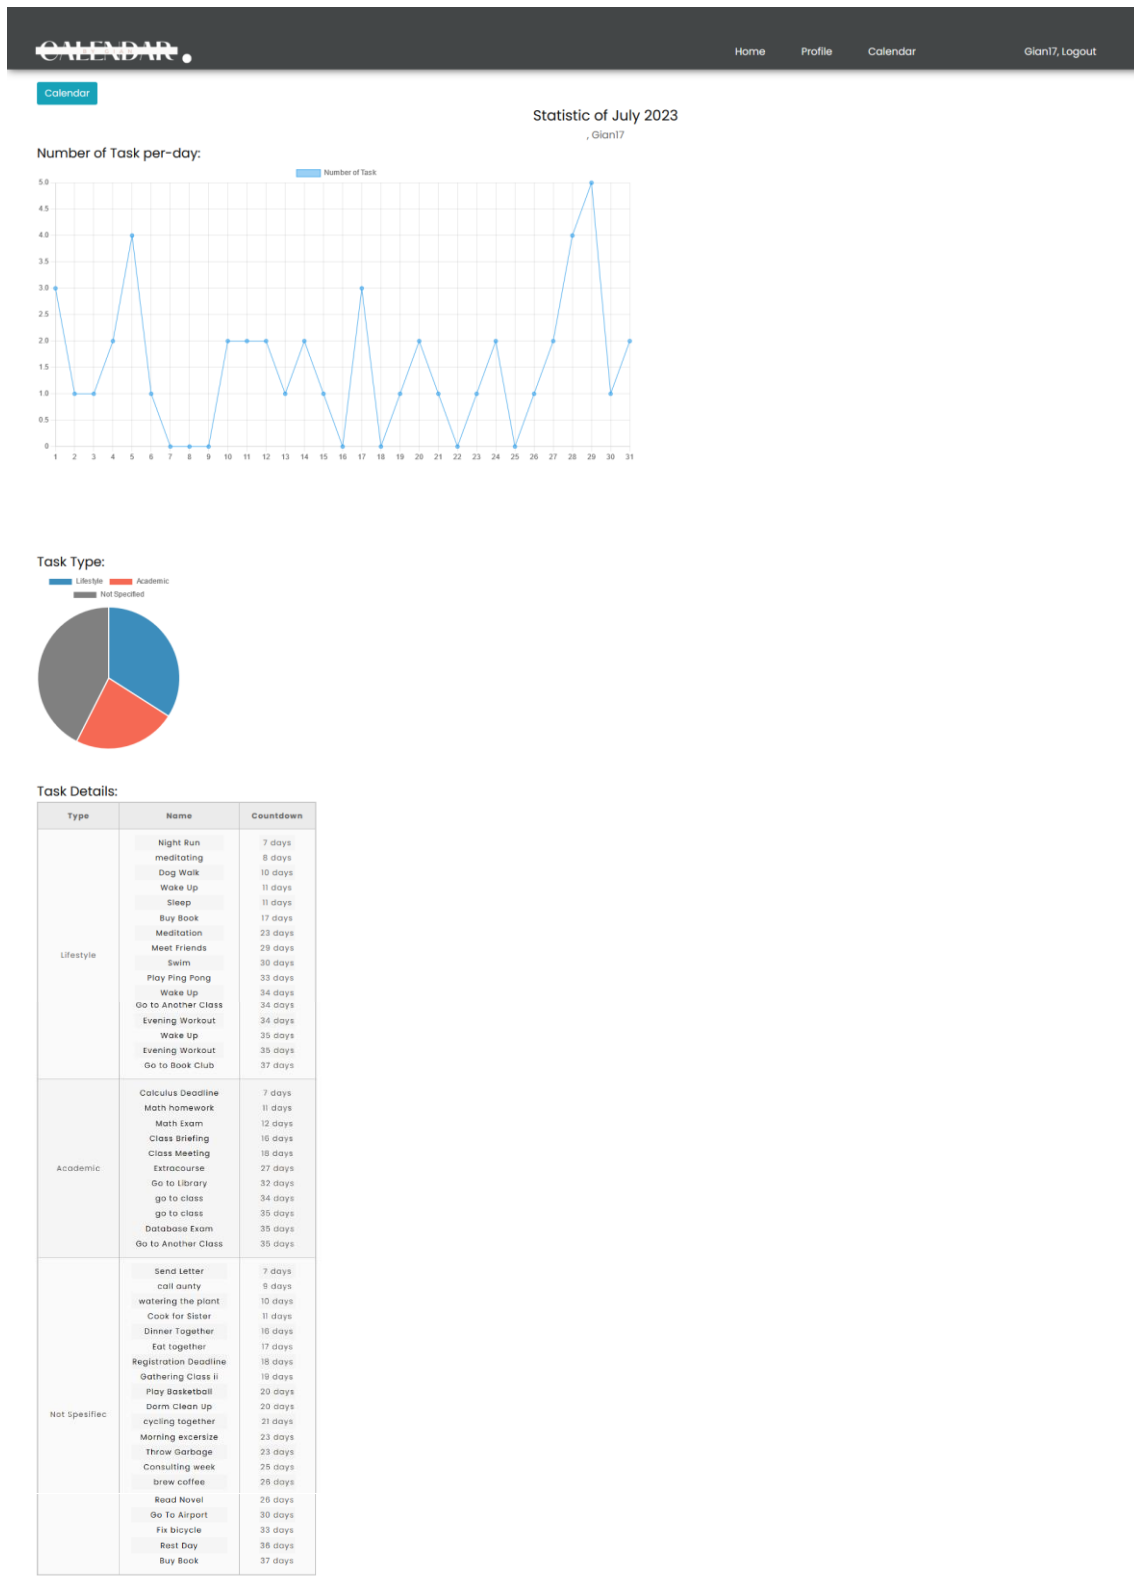 CALENDAR.
Home Profile Calendar Gian17, Logout
Calendar
Statistic of July 2023
, Gian17
Number of Task per-day:
Number of Task
5.0
4.5
4.0
3.5
3.0
2.5
2.0
1.5
1.0
0.5
0
1 2 3 4 5 6 7 8 9 10 11 12 13 14 15 16 17 18 19 20 21 22 23 24 25 26 27 28 29 30 31
Task Type:
Lifestyle Academic
Not Specified
Task Details:
Type Name Countdown
Night Run 7 days
meditating 8 days
Dog Walk 10 days
Wake Up 11 days
Sleep 11 days
Buy Book 17 days
Meditation 23 days
Meet Friends 29 days
Lifestyle
Swim 30 days
Play Ping Pong 33 days
Wake Up 34 days
Go to Another Class 34 days
Evening Workout 34 days
Wake Up 35 days
Evening Workout 35 days
Go to Book Club 37 days
Calculus Deadline 7 days
Math homework 11 days
Math Exam 12 days
Class Briefing 16 days
Class Meeting 18 days
Academic Extracourse 27 days
Go to Library 32 days
go to class 34 days
go to class 35 days
Database Exam 35 days
Go to Another Class 35 days
Send Letter 7 days
call aunty 9 days
watering the plant 10 days
Cook for Sister 11 days
Dinner Together 16 days
Eat together 17 days
Registration Deadline 18 days
Gathering Class ii 19 days
Play Basketball 20 days
Dorm Clean Up 20 days
Not Spesifiec
cycling together 21 days
Morning excersize 23 days
Throw Garbage 23 days
Consulting week 25 days
brew coffee 26 days
Read Novel 26 days
Go To Airport 30 days
Fix bicycle 33 days
Rest Day 36 days
Buy Book 37 days